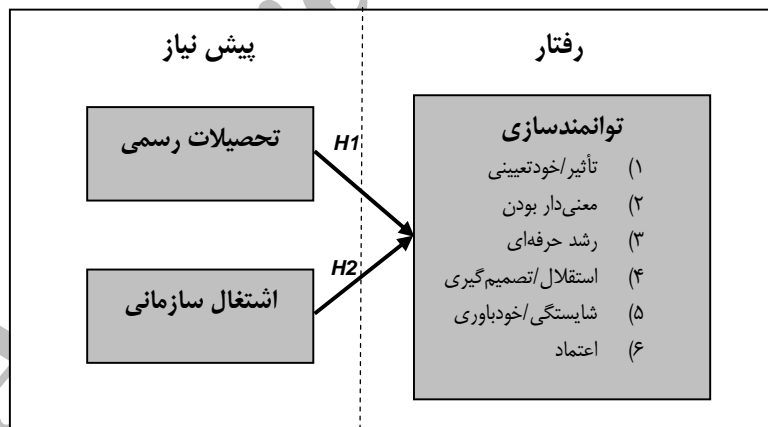 رفتار
پیش نیاز
توانمندسازی
۱) تأثیر/خودتعیینی
۲) معنی‌دار بودن
۳) رشد حرفه‌ای
۴) استقلال/تصمیم‌گیری
۵) شایستگی/خودباوری
۶) اعتماد
تحصیلات رسمی
H1
اشتغال سازمانی
H2